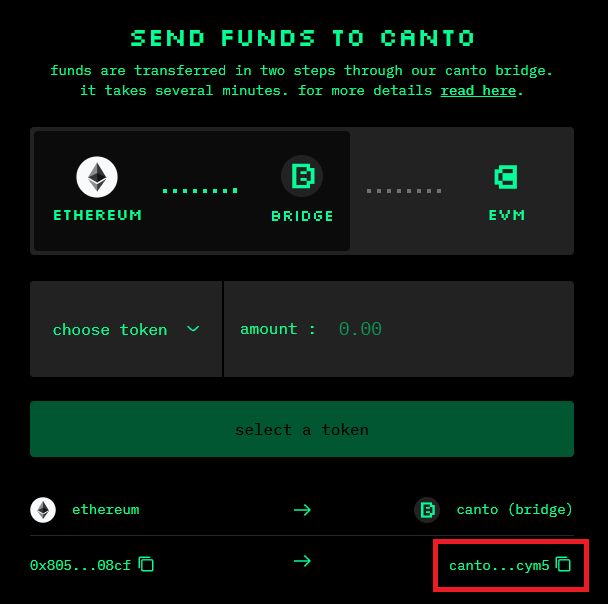 SEND FUNDS TO CANTO
funds are transferred in two steps through our canto bridge.
it takes several minutes. for more details read here.
ETHEREUM
BRIDGE
EVM
choose token
amount : 0.00
select a token
ethereum
canto (bridge)
0x805...08cf
canto...cym5